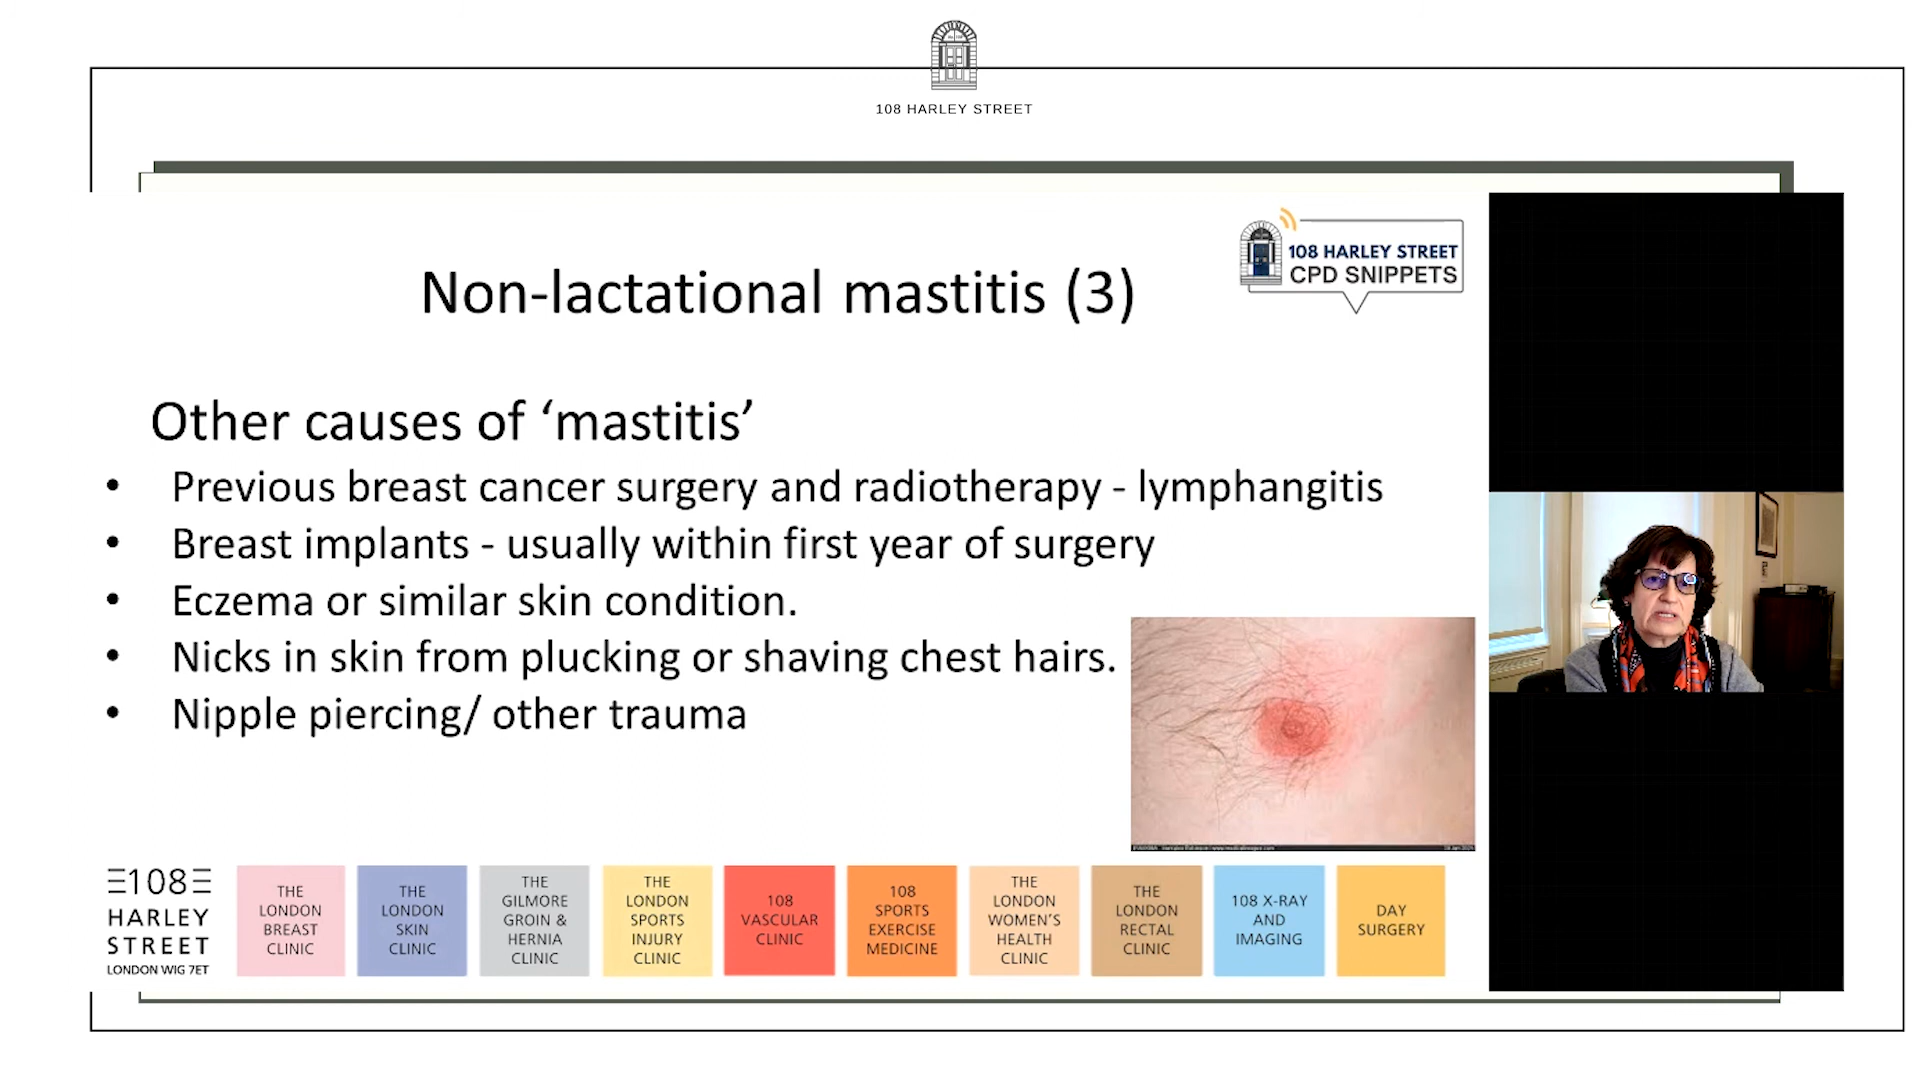 108 HARLEY STREET
108 HARLEY STREET
CPD SNIPPETS
Non-lactational mastitis (3)
Other causes of ‘mastitis’
• Previous breast cancer surgery and radiotherapy - lymphangitis
• Breast implants - usually within first year of surgery
• Eczema or similar skin condition.
• Nicks in skin from plucking or shaving chest hairs.
• Nipple piercing/ other trauma
108
HARLEY
STREET
LONDON WIG 7ET
THE
LONDON
BREAST
CLINIC
THE
LONDON
SKIN
CLINIC
THE
GILMORE
GROIN &
HERNIA
CLINIC
THE
LONDON
SPORTS
INJURY
CLINIC
108
VASCULAR
CLINIC
108
SPORTS
EXERCISE
MEDICINE
THE
LONDON
WOMEN’S
HEALTH
CLINIC
THE
LONDON
RECTAL
CLINIC
108 X-RAY
AND
IMAGING
DAY
SURGERY